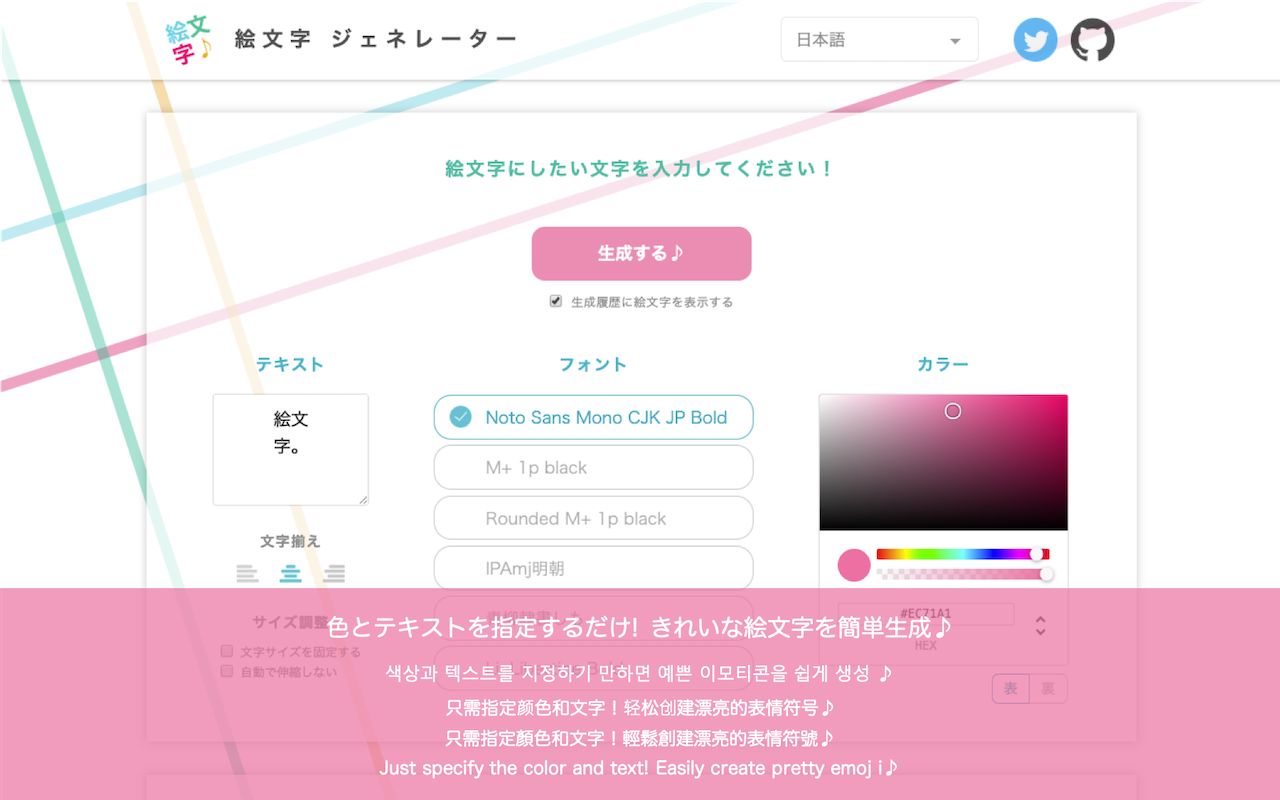 絵文字♪
絵文字 ジェネレーター
日本語
絵文字にしたい文字を入力してください！
生成する♪
生成履歴に絵文字を表示する
テキスト
フォント
カラー
絵文
字。
Noto Sans Mono CJK JP Bold
M+ 1p black
Rounded M+ 1p black
IPAmj明朝
文字揃え
サイズ調整
文字サイズを固定する
自動で伸縮しない
#EC71A1
HEX
表
裏
色とテキストを指定するだけ! きれいな絵文字を簡単生成♪
색상과 텍스트를 지정하기 만하면 예쁜 이모티콘을 쉽게 생성 ♪
只需指定颜色和文字！轻松创建漂亮的表情符号♪
只需指定顏色和文字！輕鬆創建漂亮的表情符號♪
Just specify the color and text! Easily create pretty emoj i♪